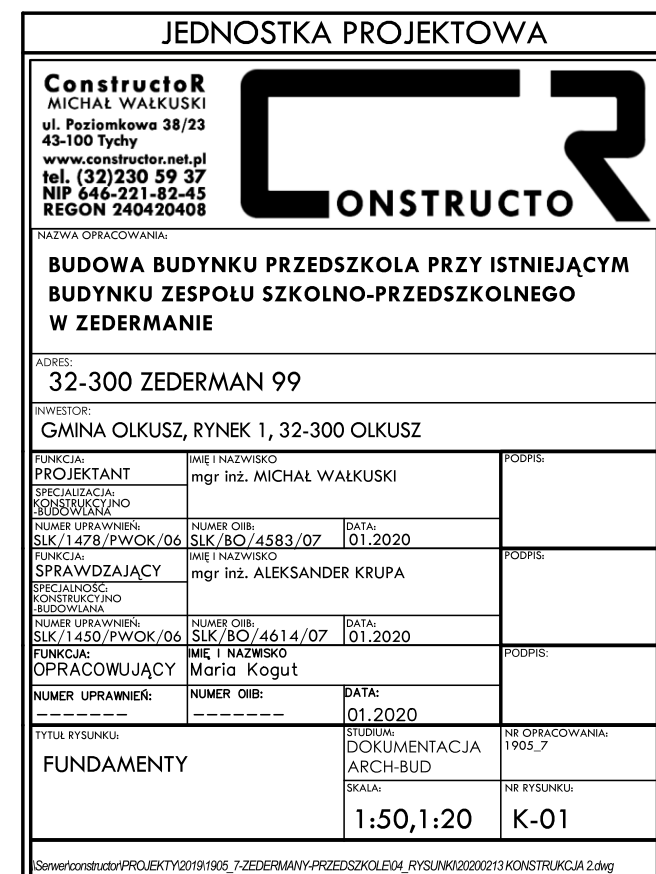 JEDNOSTKA PROJEKTOWA
ConstructoR
MICHAŁ WAŁKUSKI
ul. Poziomkowa 38/23
43-100 Tychy
www.constructor.net.pl
tel. (32)230 59 37
NIP 646-221-82-45
REGON 240420408
CONSTRUCTOR
NAZWA OPRACOWANIA:
BUDOWA BUDYNKU PRZEDSZKOLA PRZY ISTNIEJĄCYM
BUDYNKU ZESPOŁU SZKOLNO-PRZEDSZKOLNEGO
W ZEDERMANIE
ADRES:
32-300 ZEDERMAN 99
INWESTOR:
GMINA OLKUSZ, RYNEK 1, 32-300 OLKUSZ
FUNKCJA:
PROJEKTANT
IMIĘ I NAZWISKO
mgr inż. MICHAŁ WAŁKUSKI
PODPIS:
SPECJALIZACJA:
KONSTRUKCYJNO
-BUDOWLANA
NUMER UPRAWNIEŃ:
SLK/1478/PWOK/06
NUMER OIIB:
SLK/BO/4583/07
DATA:
01.2020
FUNKCJA:
SPRAWDZAJĄCY
IMIĘ I NAZWISKO
mgr inż. ALEKSANDER KRUPA
PODPIS:
SPECJALNOŚĆ:
KONSTRUKCYJNO
-BUDOWLANA
NUMER UPRAWNIEŃ:
SLK/1450/PWOK/06
NUMER OIIB:
SLK/BO/4614/07
DATA:
01.2020
FUNKCJA:
OPRACOWUJĄCY
IMIĘ I NAZWISKO
Maria Kogut
PODPIS:
NUMER UPRAWNIEŃ:
-------
NUMER OIIB:
-------
DATA:
01.2020
TYTUŁ RYSUNKU:
FUNDAMENTY
STUDIUM:
DOKUMENTACJA
ARCH-BUD
NR OPRACOWANIA:
1905_7
SKALA:
1:50,1:20
NR RYSUNKU:
K-01
\Serwer\constructor\PROJEKTY\2019\1905_7-ZEDERMANY-PRZEDSZKOLE\04_RYSUNKI\20200213 KONSTRUKCJA 2.dwg